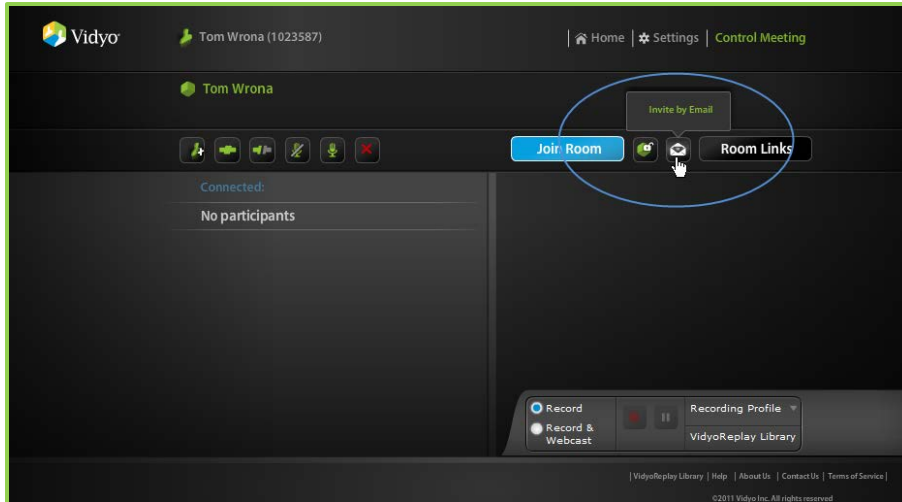 Vidyo
Tom Wrona (1023587)
Home
Settings
Control Meeting
Tom Wrona
Invite by Email
Join Room
Room Links
Connected:
No participants
Record
Record &
Webcast
Recording Profile
VidyoReplay Library
VidyoReplay Library | Help | About Us | Contact Us | Terms of Service |
©2011 Vidyo Inc. All rights reserved